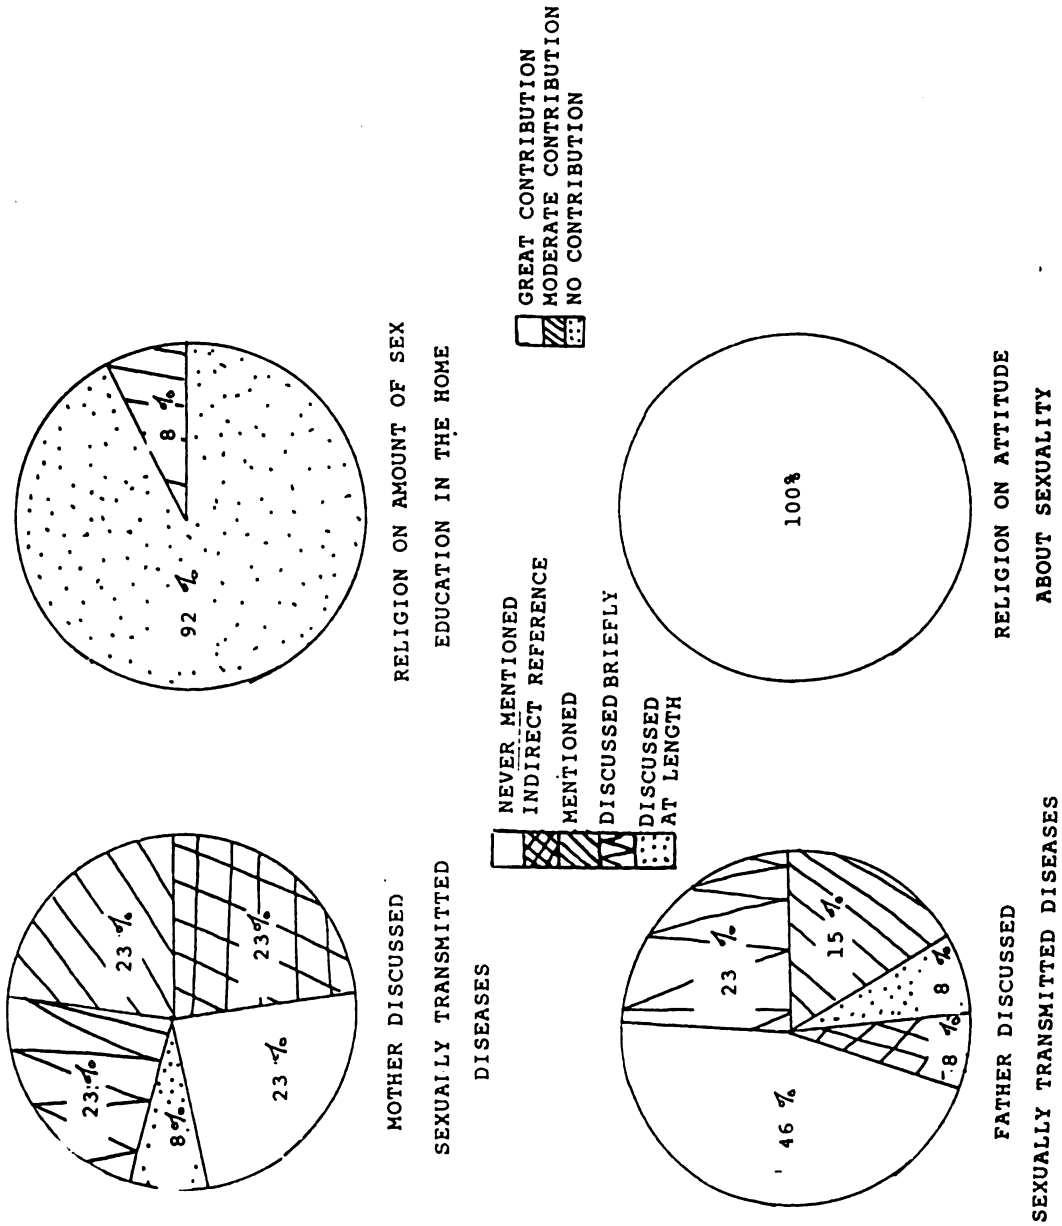 23%
23%
8%
23%
23%
MOTHER DISCUSSED
SEXUAILY TRANSMITTED
DISEASES
92 %
8 %
RELIGION ON AMOUNT OF SEX
EDUCATION IN THE HOME
NEVER MENTIONED
INDIRECT REFERENCE
MENTIONED
DISCUSSED BRIEFLY
DISCUSSED
AT LENGTH
GREAT CONTRIBUTION
MODERATE CONTRIBUTION
NO CONTRIBUTION
46 %
23 %
15 %
8 %
8 %
FATHER DISCUSSED
SEXUALLY TRANSMITTED DISEASES
100%
RELIGION ON ATTITUDE
ABOUT SEXUALITY